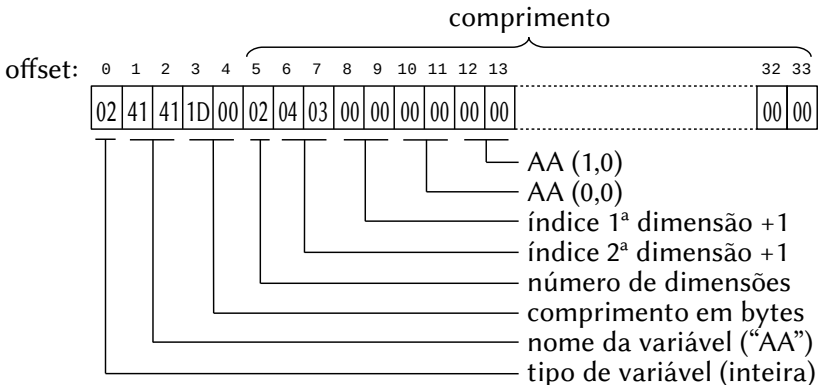 comprimento
offset: 0 1 2 3 4 5 6 7 8 9 10 11 12 13 32 33
02 41 41 1D 00 02 04 03 00 00 00 00 00 00 00 00
AA (1,0)
AA (0,0)
índice 1ª dimensão +1
índice 2ª dimensão +1
número de dimensões
comprimento em bytes
nome da variável (“AA”)
tipo de variável (inteira)